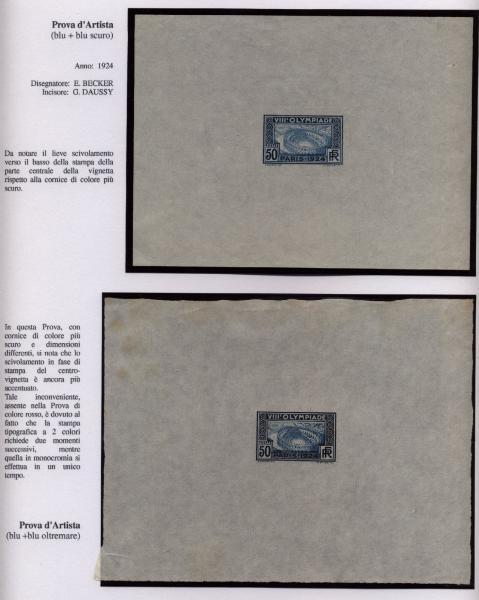 Prova d'Artista
(blu + blu scuro)
Anno: 1924
Disegnatore: E. BECKER
Incisore: G. DAUSSY
Da notare il lieve scivolamento
verso il basso della stampa della
parte centrale della vignetta
rispetto alla cornice di colore più
scuro.
VIIIᵉ OLYMPIADE
50
PARIS·1924
RF
In questa Prova, con
cornice di colore più
scuro e dimensioni
differenti, si nota che lo
scivolamento in fase di
stampa del centro-
vignetta è ancora più
accentuato.
Tale inconveniente,
assente nella Prova di
colore rosso, è dovuto al
fatto che la stampa
tipografica a 2 colori
richiede due momenti
successivi, mentre
quella in monocromia si
effettua in un unico
tempo.
VIIIᵉ OLYMPIADE
50
PARIS·1924
RF
Prova d'Artista
(blu +blu oltremare)